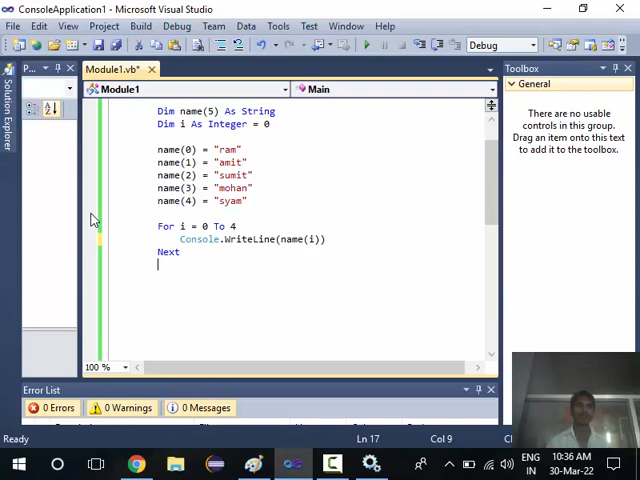 ConsoleApplication1 - Microsoft Visual Studio
File Edit View Project Build Debug Team Data Tools Test Window Help
Debug
P...
Module1.vb*
Toolbox
Module1
Main
General
Solution Explorer
Dim name(5) As String
Dim i As Integer = 0
name(0) = "ram"
name(1) = "amit"
name(2) = "sumit"
name(3) = "mohan"
name(4) = "syam"
For i = 0 To 4
Console.WriteLine(name(i))
Next
There are no usable
controls in this group.
Drag an item onto this text
to add it to the toolbox.
100 %
Error List
0 Errors
0 Warnings
0 Messages
Ready
Ln 17
Col 9
ENG
IN
10:36 AM
30-Mar-22